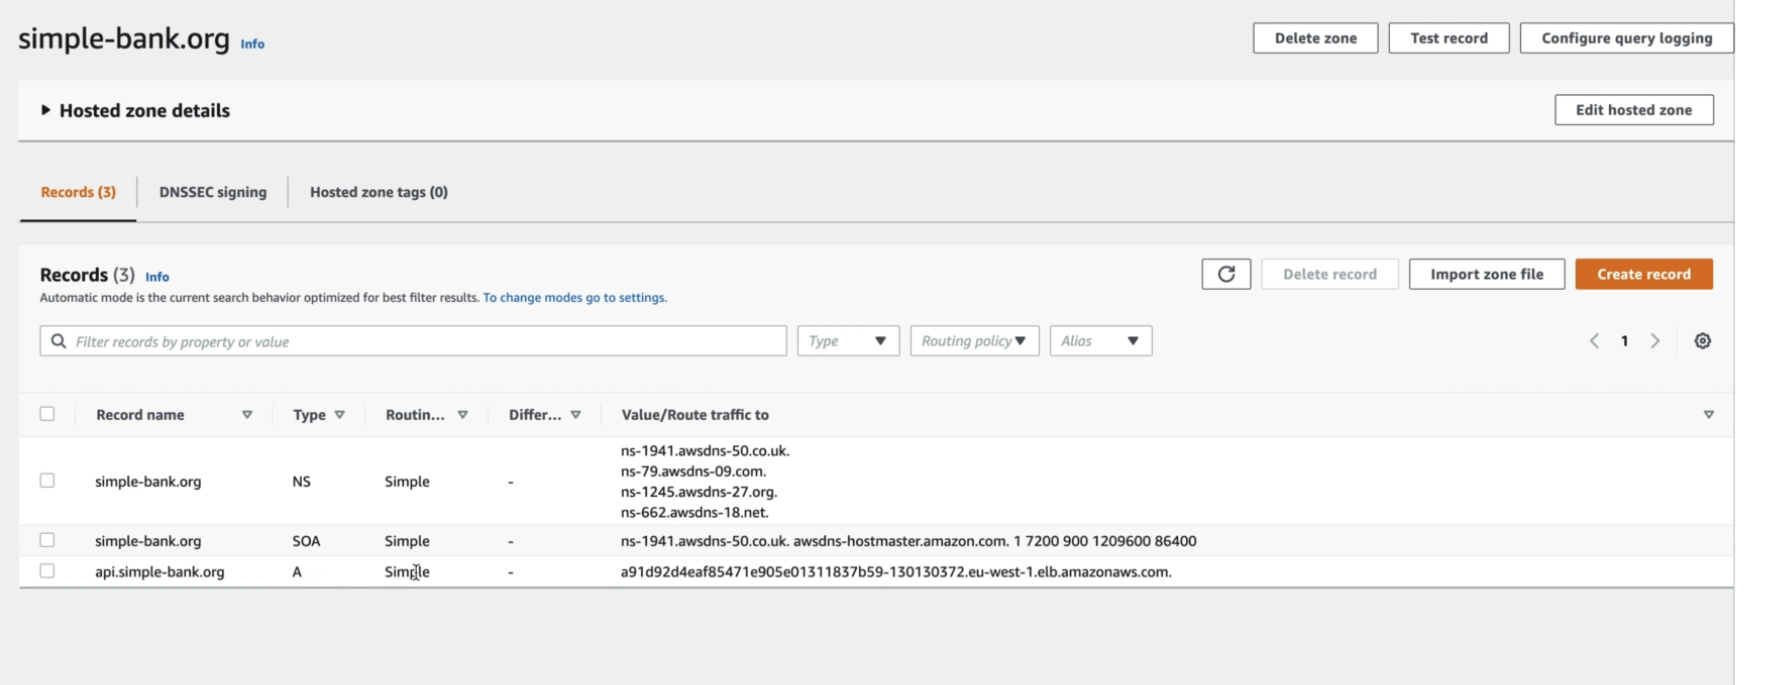 simple-bank.org Info
Delete zone
Test record
Configure query logging
Hosted zone details
Edit hosted zone
Records (3)
DNSSEC signing
Hosted zone tags (0)
Records (3) Info
Delete record
Import zone file
Create record
Automatic mode is the current search behavior optimized for best filter results. To change modes go to settings.
Filter records by property or value
Type
Routing policy
Alias
1
Record name
Type
Routin...
Differ...
Value/Route traffic to
simple-bank.org
NS
Simple
-
ns-1941.awsdns-50.co.uk.
ns-79.awsdns-09.com.
ns-1245.awsdns-27.org.
ns-662.awsdns-18.net.
simple-bank.org
SOA
Simple
-
ns-1941.awsdns-50.co.uk. awsdns-hostmaster.amazon.com. 1 7200 900 1209600 86400
api.simple-bank.org
A
Simple
-
a91d92d4eaf85471e905e01311837b59-130130372.eu-west-1.elb.amazonaws.com.